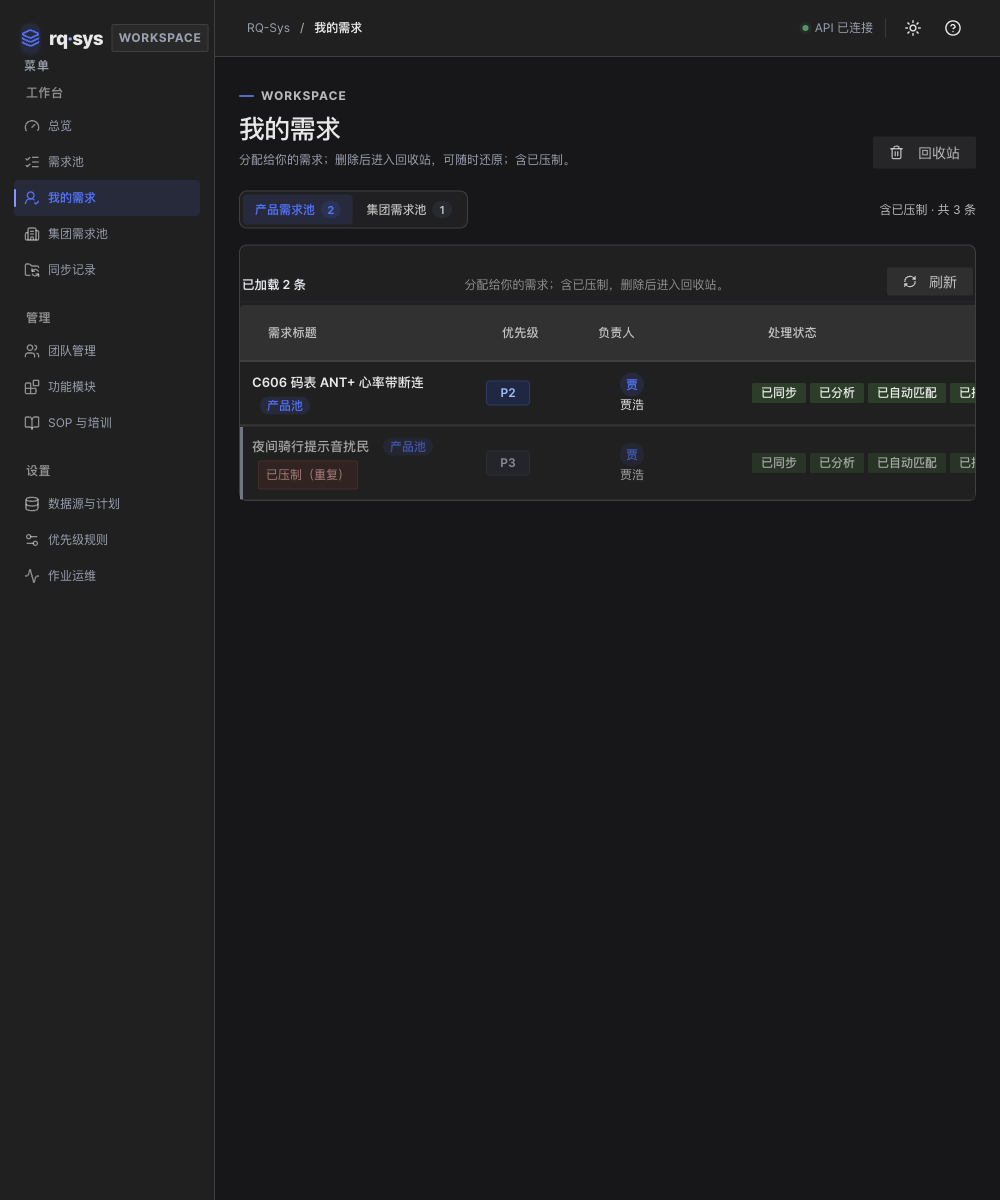 rq·sys WORKSPACE
菜单
工作台
总览
需求池
我的需求
集团需求池
同步记录
管理
团队管理
功能模块
SOP 与培训
设置
数据源与计划
优先级规则
作业运维
RQ-Sys / 我的需求
API 已连接
WORKSPACE
我的需求
分配给你的需求；删除后进入回收站，可随时还原；含已压制。
回收站
产品需求池 2
集团需求池 1
含已压制 · 共 3 条
已加载 2 条
分配给你的需求；含已压制，删除后进入回收站。
刷新
需求标题 优先级 负责人 处理状态
C606 码表 ANT+ 心率带断连
产品池
P2
贾
贾浩
已同步 已分析 已自动匹配
夜间骑行提示音扰民 产品池
已压制（重复）
P3
贾
贾浩
已同步 已分析 已自动匹配